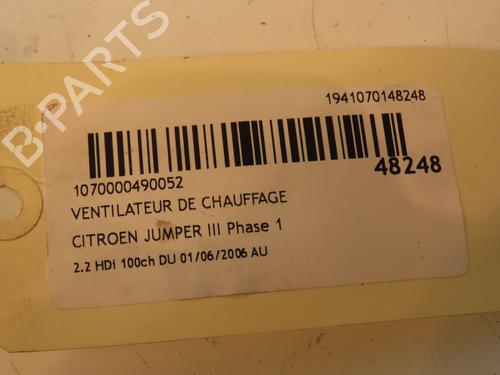 1941070148248
1070000490052
48248
VENTILATEUR DE CHAUFFAGE
CITROEN JUMPER III Phase 1
2.2 HDi 100ch DU 01/06/2006 AU
B-PARTS